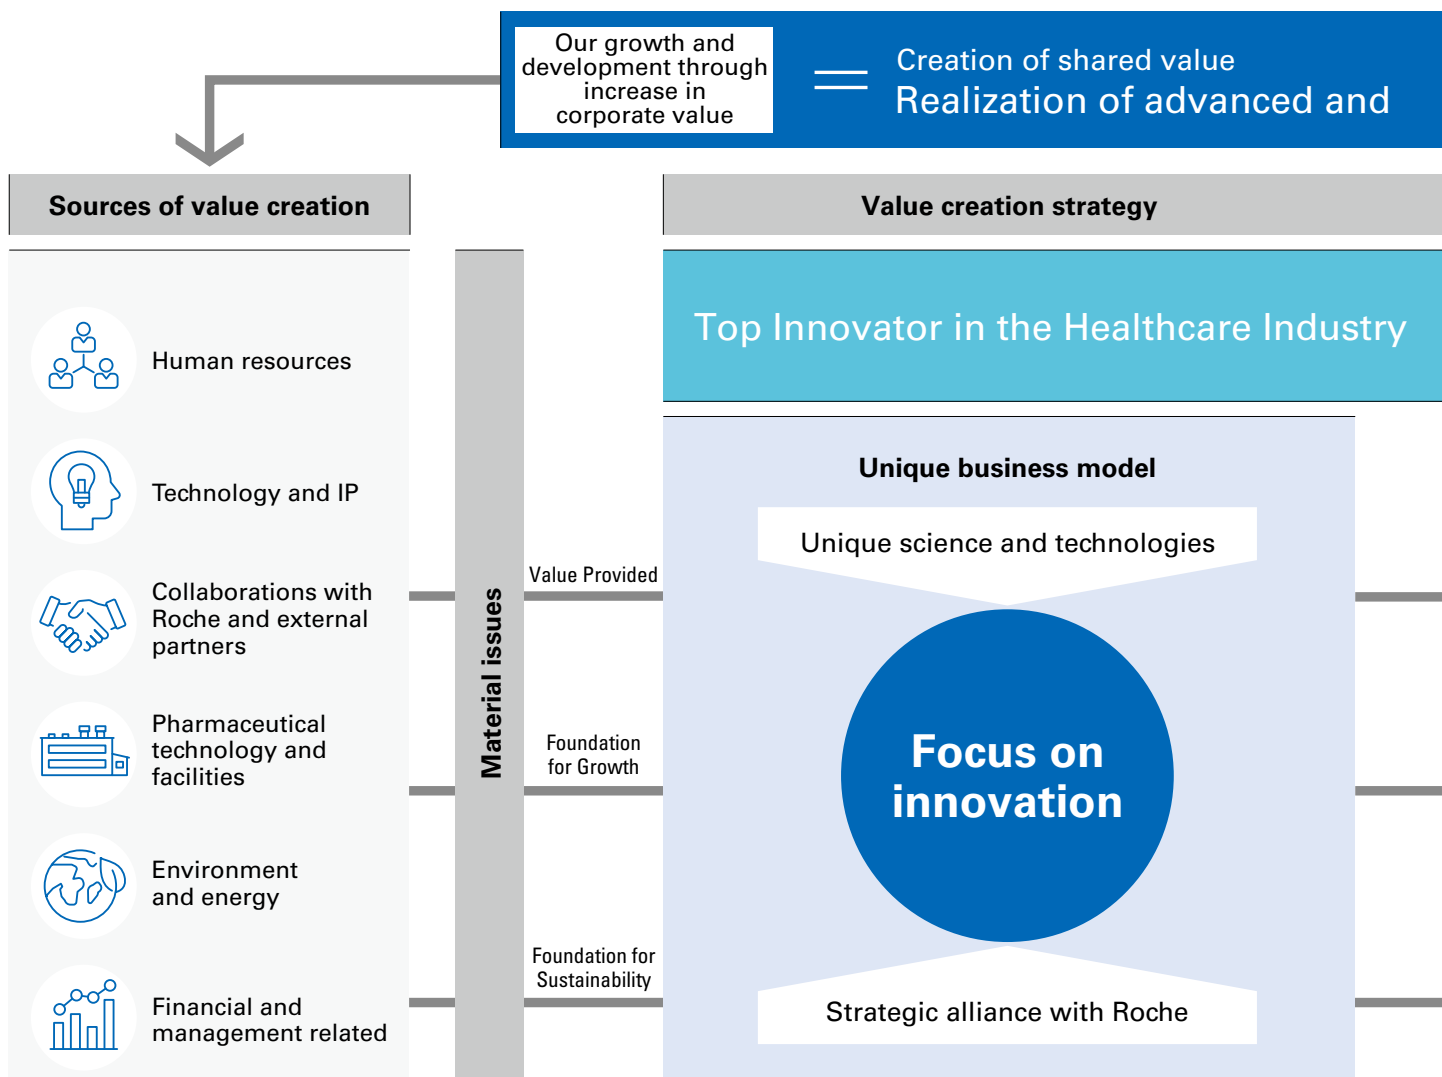 Our growth and
development through
increase in
corporate value
=
Creation of shared value
Realization of advanced and
Sources of value creation
Value creation strategy
Human resources
Technology and IP
Collaborations with
Roche and external
partners
Pharmaceutical
technology and
facilities
Environment
and energy
Financial and
management related
Material issues
Value Provided
Foundation
for Growth
Foundation for
Sustainability
Top Innovator in the Healthcare Industry
Unique business model
Unique science and technologies
Focus on
innovation
Strategic alliance with Roche